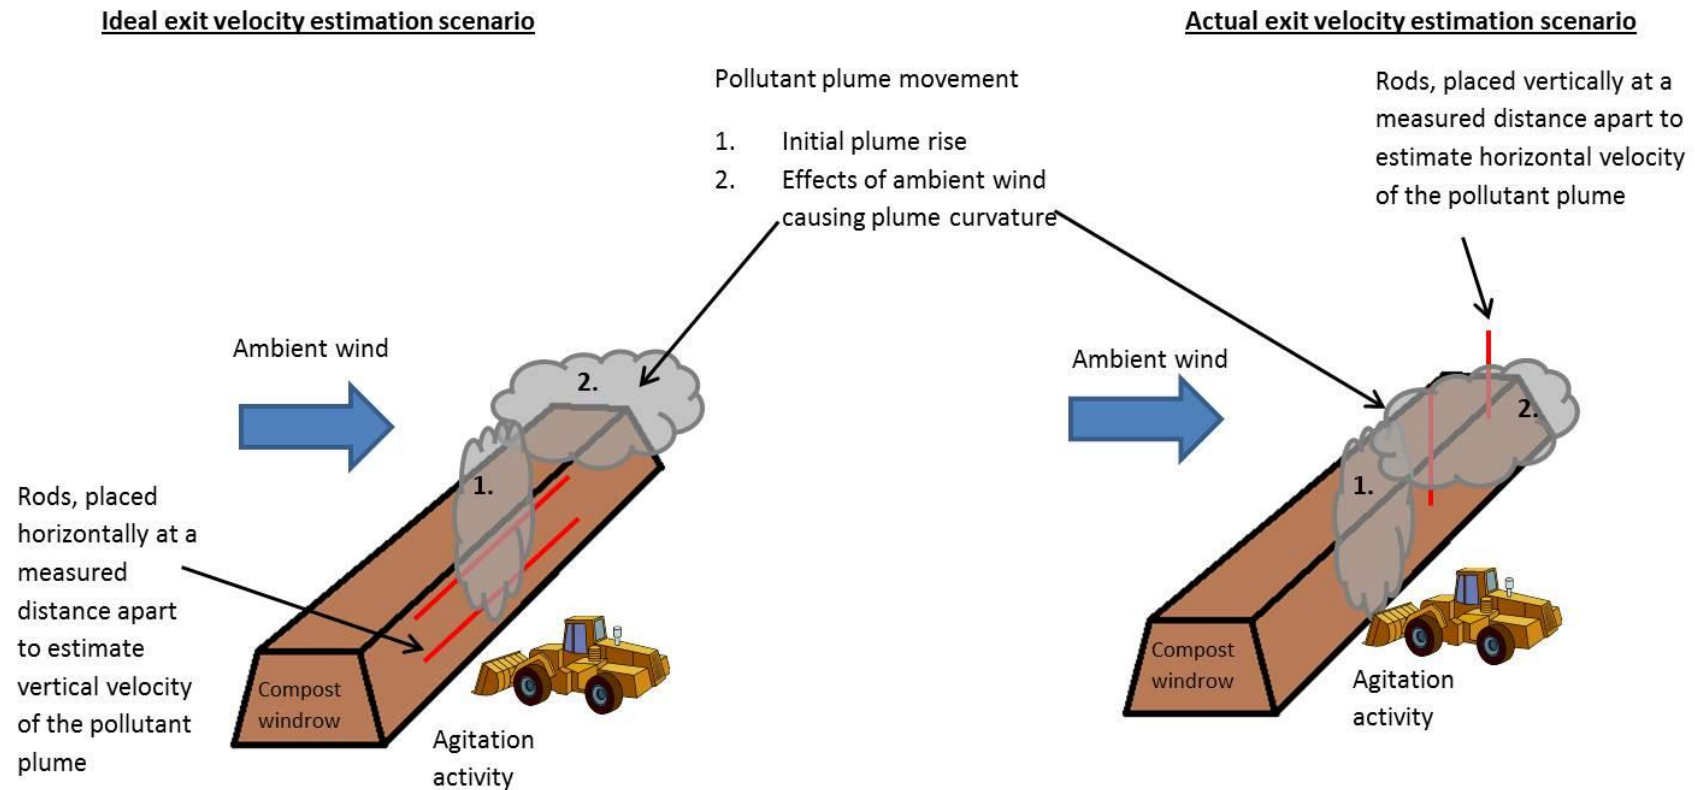 Ideal exit velocity estimation scenario
Actual exit velocity estimation scenario
Pollutant plume movement
1. Initial plume rise
2. Effects of ambient wind
causing plume curvature
Rods, placed vertically at a
measured distance apart to
estimate horizontal velocity
of the pollutant plume
Ambient wind
2.
1.
Rods, placed
horizontally at a
measured
distance apart
to estimate
vertical velocity
of the pollutant
plume
Compost
windrow
Agitation
activity
Ambient wind
2.
1.
Compost
windrow
Agitation
activity